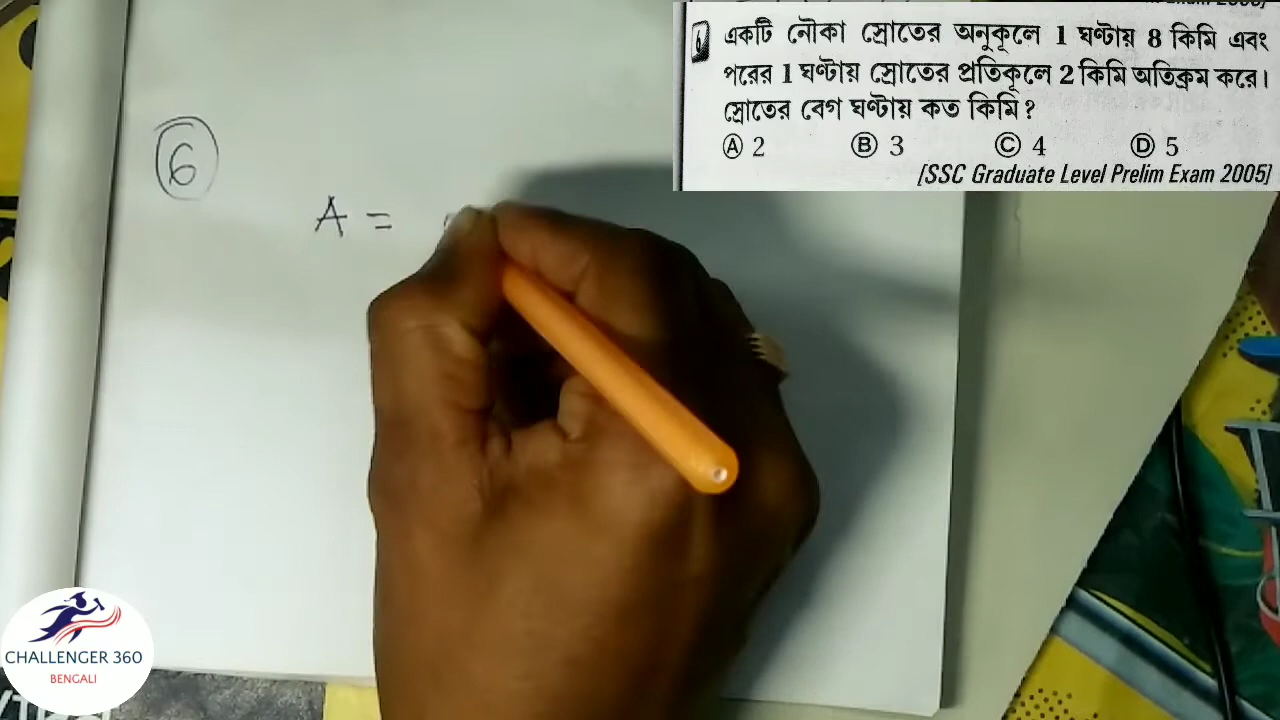 6 একটি নৌকা স্রোতের অনুকূলে 1 ঘণ্টায় 8 কিমি এবং
পরের 1 ঘণ্টায় স্রোতের প্রতিকূলে 2 কিমি অতিক্রম করে।
স্রোতের বেগ ঘণ্টায় কত কিমি ?
Ⓐ 2 Ⓑ 3 Ⓒ 4 Ⓓ 5
[SSC Graduate Level Prelim Exam 2005]
6
A =
CHALLENGER 360
BENGALI